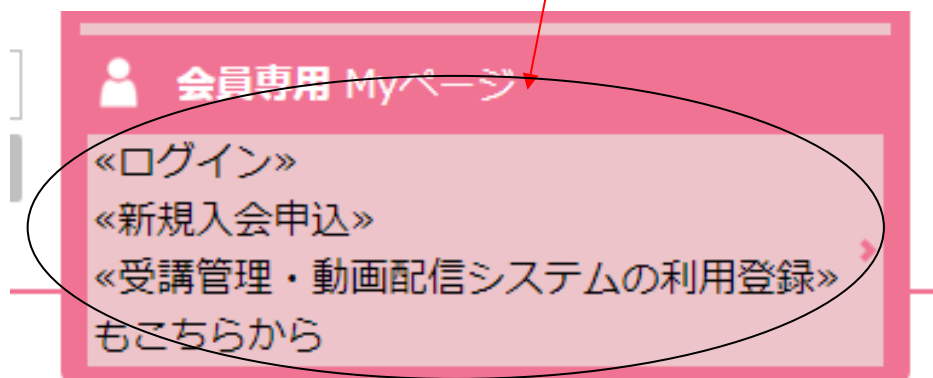 会員専用 Myページ
«ログイン»
«新規入会申込»
«受講管理・動画配信システムの利用登録»
もこちらから